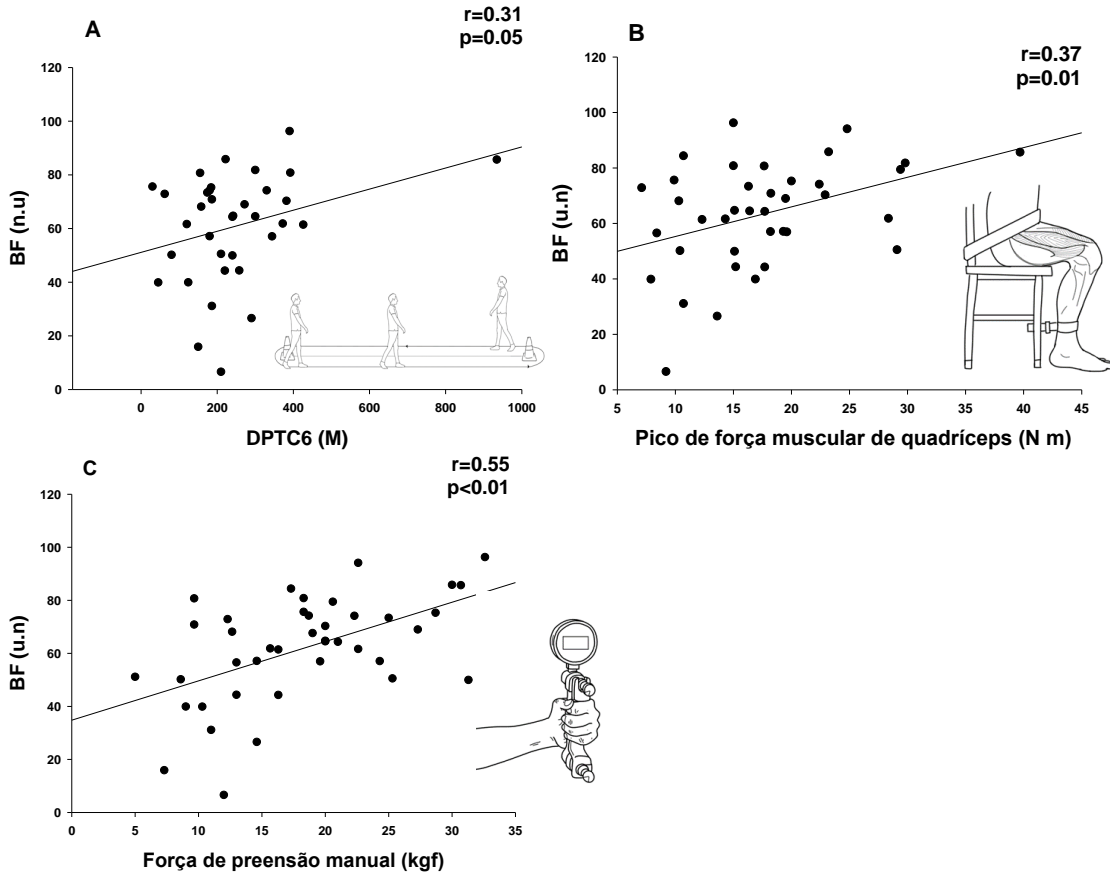 A
r=0.31
p=0.05
BF (n.u)
120
100
80
60
40
20
0
0
200
400
600
800
1000
DPTC6 (M)
B
r=0.37
p=0.01
BF (u.n)
120
100
80
60
40
20
0
5
10
15
20
25
30
35
40
45
Pico de força muscular de quadríceps (N m)
C
r=0.55
p<0.01
BF (u.n)
120
100
80
60
40
20
0
0
5
10
15
20
25
30
35
Força de preensão manual (kgf)